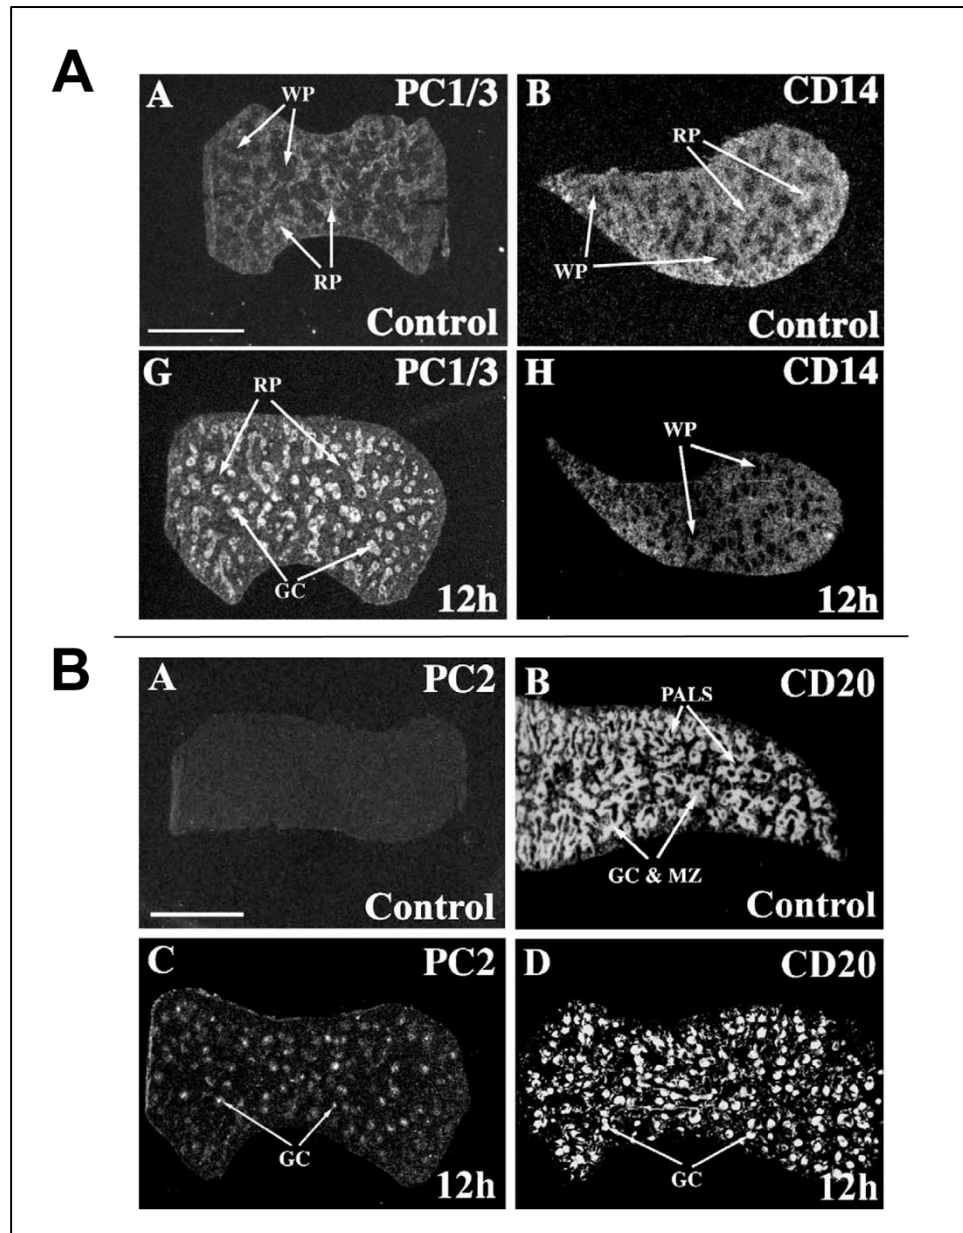 A
A PC1/3
WP
RP
Control
B CD14
RP
WP
Control
G PC1/3
RP
GC
12h
H CD14
WP
12h
B
A PC2
Control
B CD20
PALS
GC & MZ
Control
C PC2
GC
12h
D CD20
GC
12h